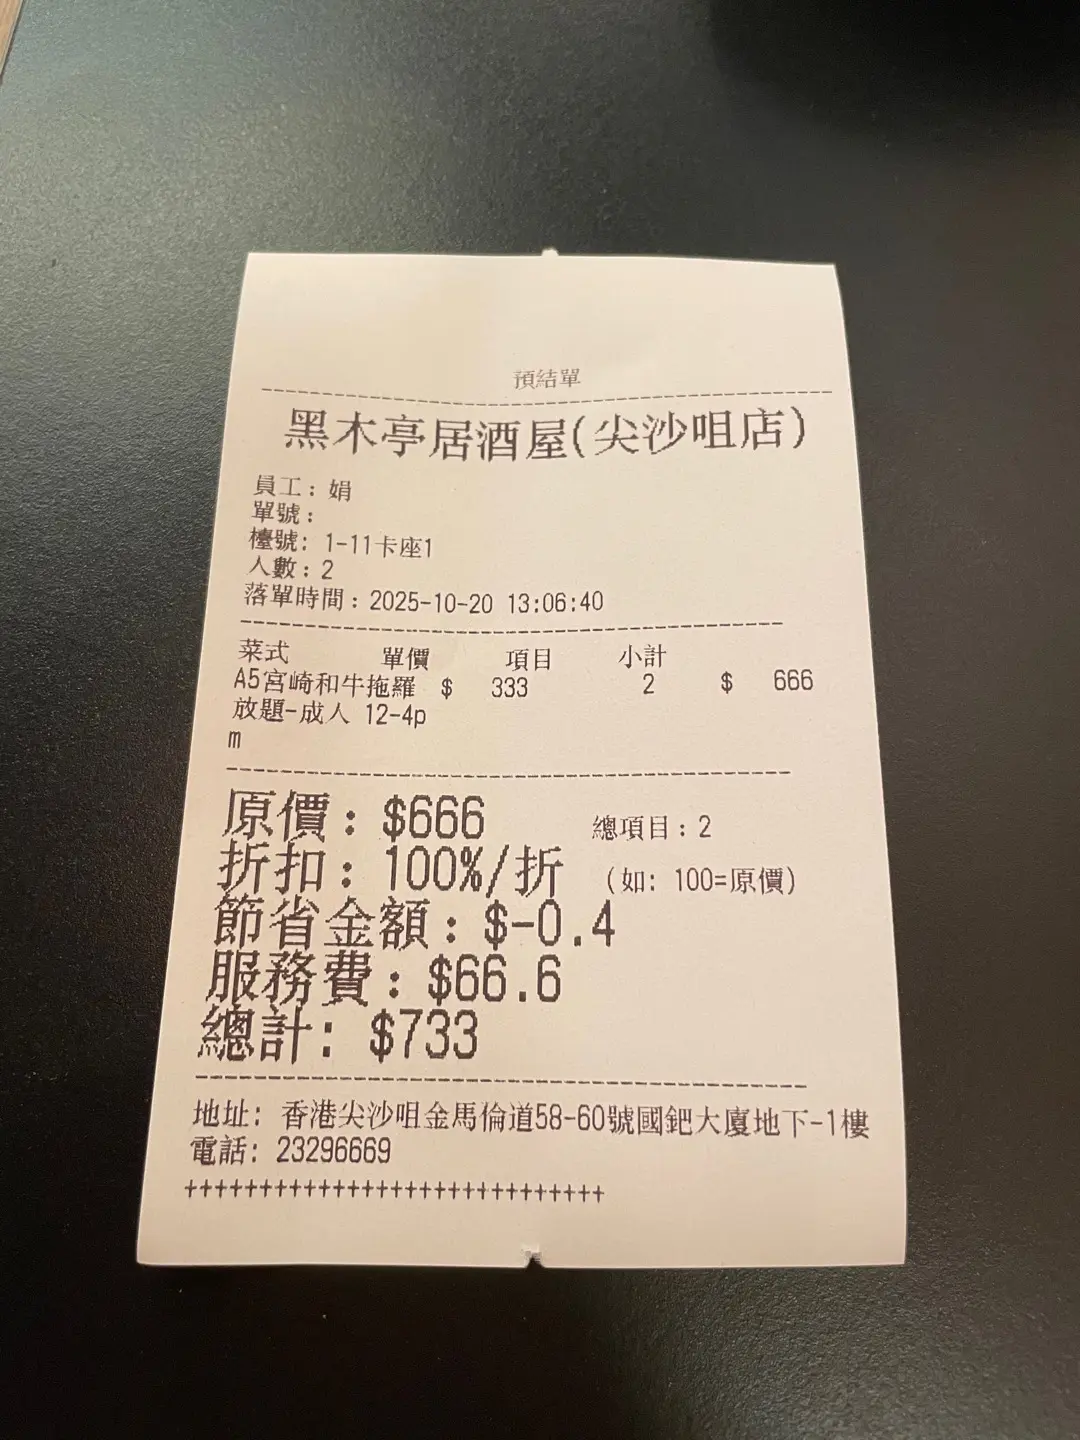 預結單
黑木亭居酒屋(尖沙咀店)
員工: 娟
單號:
檯號: 1-11卡座1
人數: 2
落單時間: 2025-10-20 13:06:40
菜式 單價 項目 小計
A5宮崎和牛拖羅 $ 333 2 $ 666
放題-成人 12-4p
m
原價: $666 總項目: 2
折扣: 100%/折 (如: 100=原價)
節省金額: $-0.4
服務費: $66.6
總計: $733
地址: 香港尖沙咀金馬倫道58-60號國鈀大廈地下-1樓
電話: 23296669
+++++++++++++++++++++++++++++